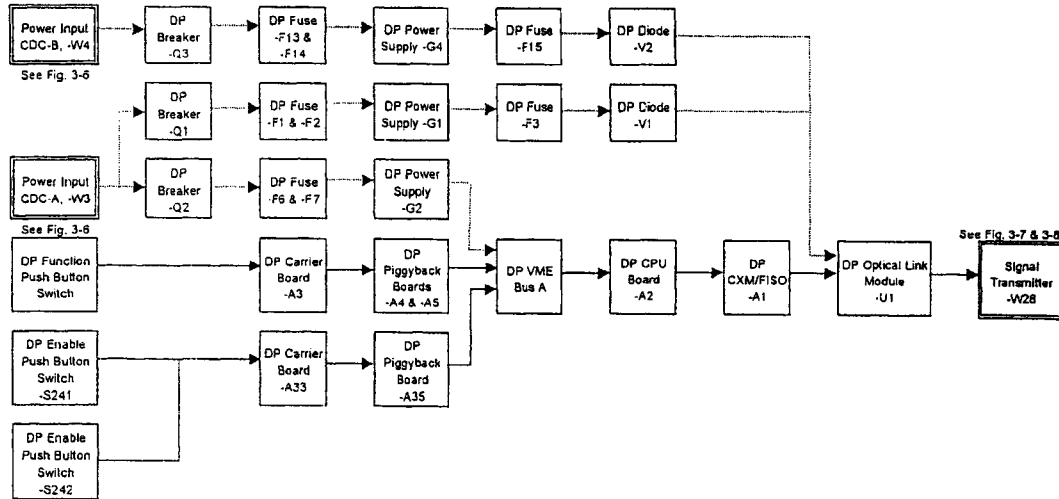 Power Input
CDC-B, -W4
See Fig. 3-6
DP
Breaker
-Q3
DP Fuse
-F13 &
-F14
DP Power
Supply -G4
DP Fuse
-F15
DP Diode
-V2
DP
Breaker
-Q1
DP Fuse
-F1 & -F2
DP Power
Supply -G1
DP Fuse
-F3
DP Diode
-V1
Power Input
CDC-A, -W3
See Fig. 3-6
DP
Breaker
-Q2
DP Fuse
-F6 & -F7
DP Power
Supply
-G2
DP Function
Push Button
Switch
DP Carrier
Board
-A3
DP
Piggyback
Boards
-A4 & -A5
DP VME
Bus A
DP CPU
Board
-A2
DP
CXM/FISO
-A1
DP Optical Link
Module
-U1
See Fig. 3-7 & 3-8
Signal
Transmitter
-W26
DP Enable
Push Button
Switch
-S241
DP Carrier
Board
-A33
DP
Piggyback
Board
-A35
DP Enable
Push Button
Switch
-S242